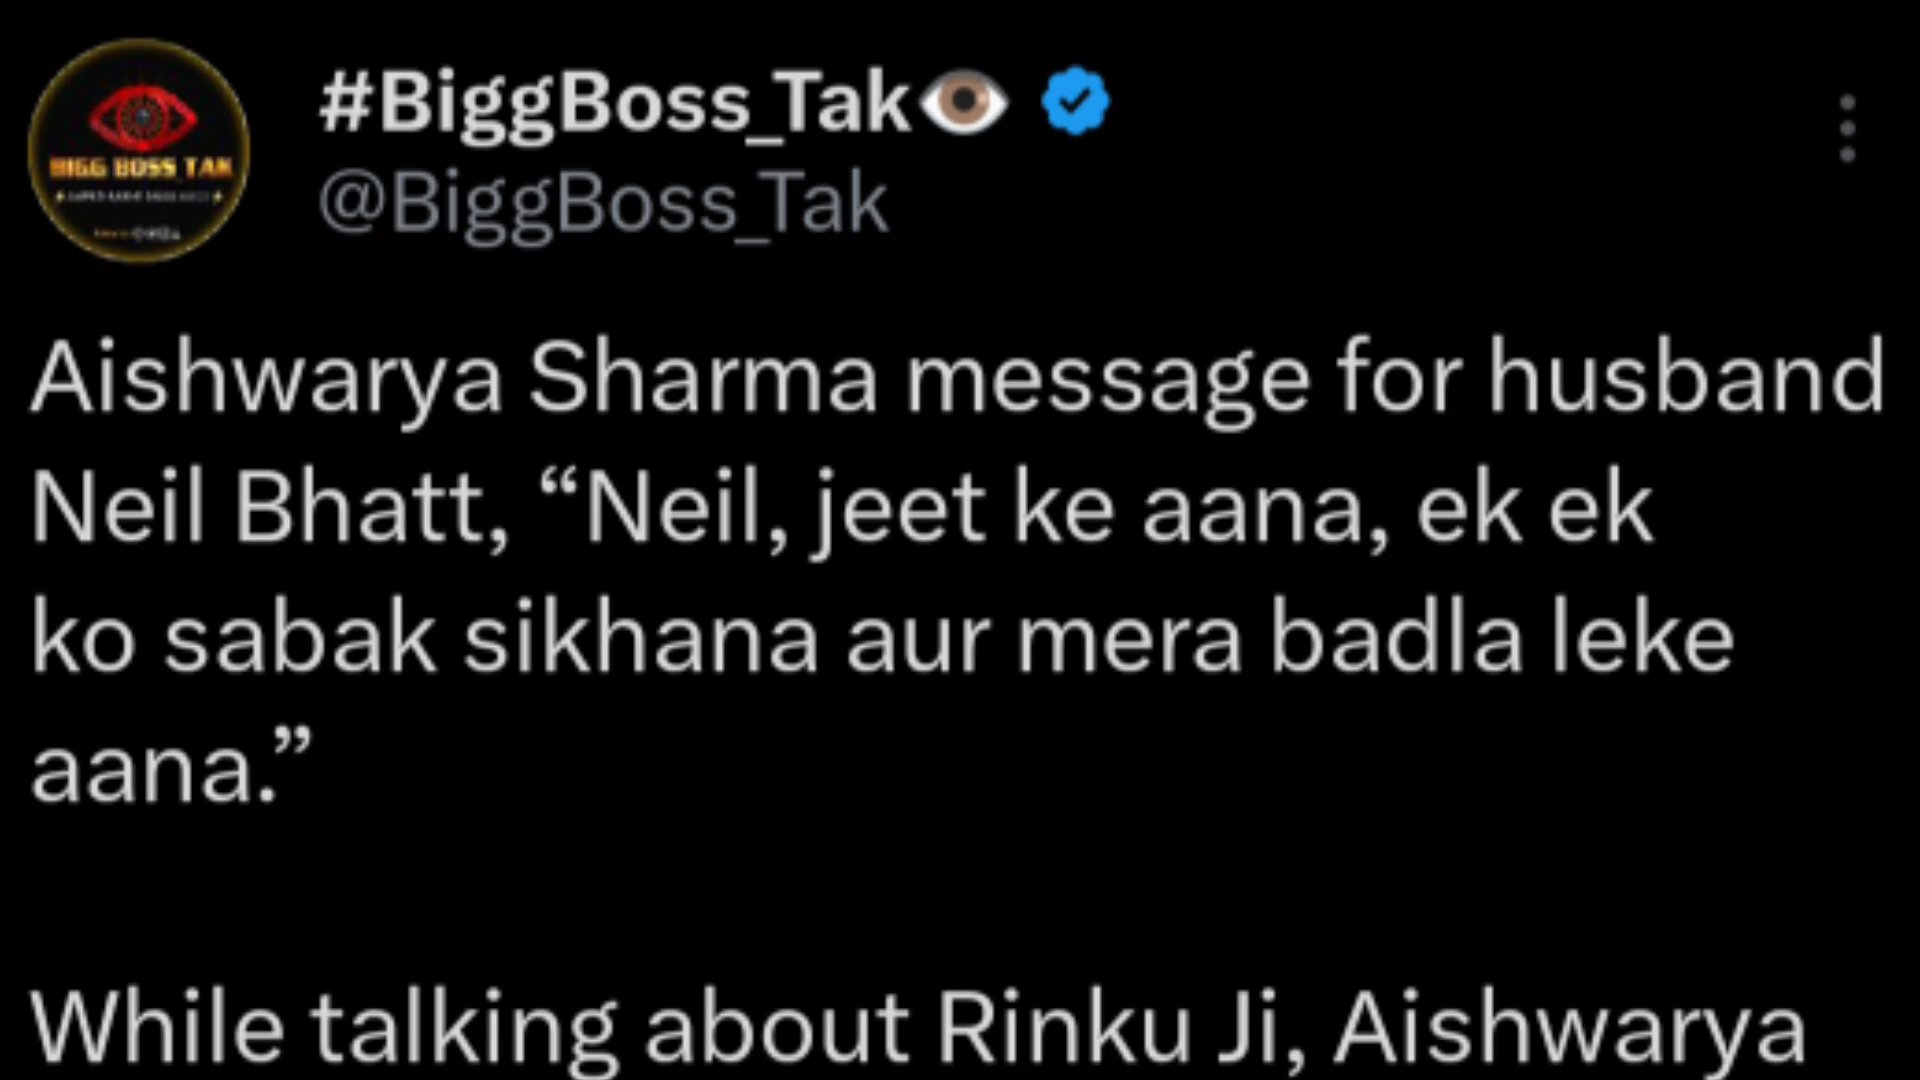 BIGG BOSS TAK
#BiggBoss_Tak👁
@BiggBoss_Tak
Aishwarya Sharma message for husband
Neil Bhatt, “Neil, jeet ke aana, ek ek
ko sabak sikhana aur mera badla leke
aana.”
While talking about Rinku Ji, Aishwarya